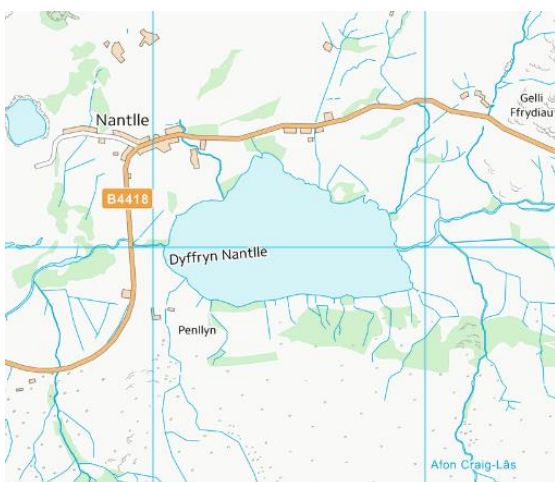 Gelli
Ffrydiau
Nantlle
B4418
Dyffryn Nantlle
Penllyn
Afon Craig-Lâs